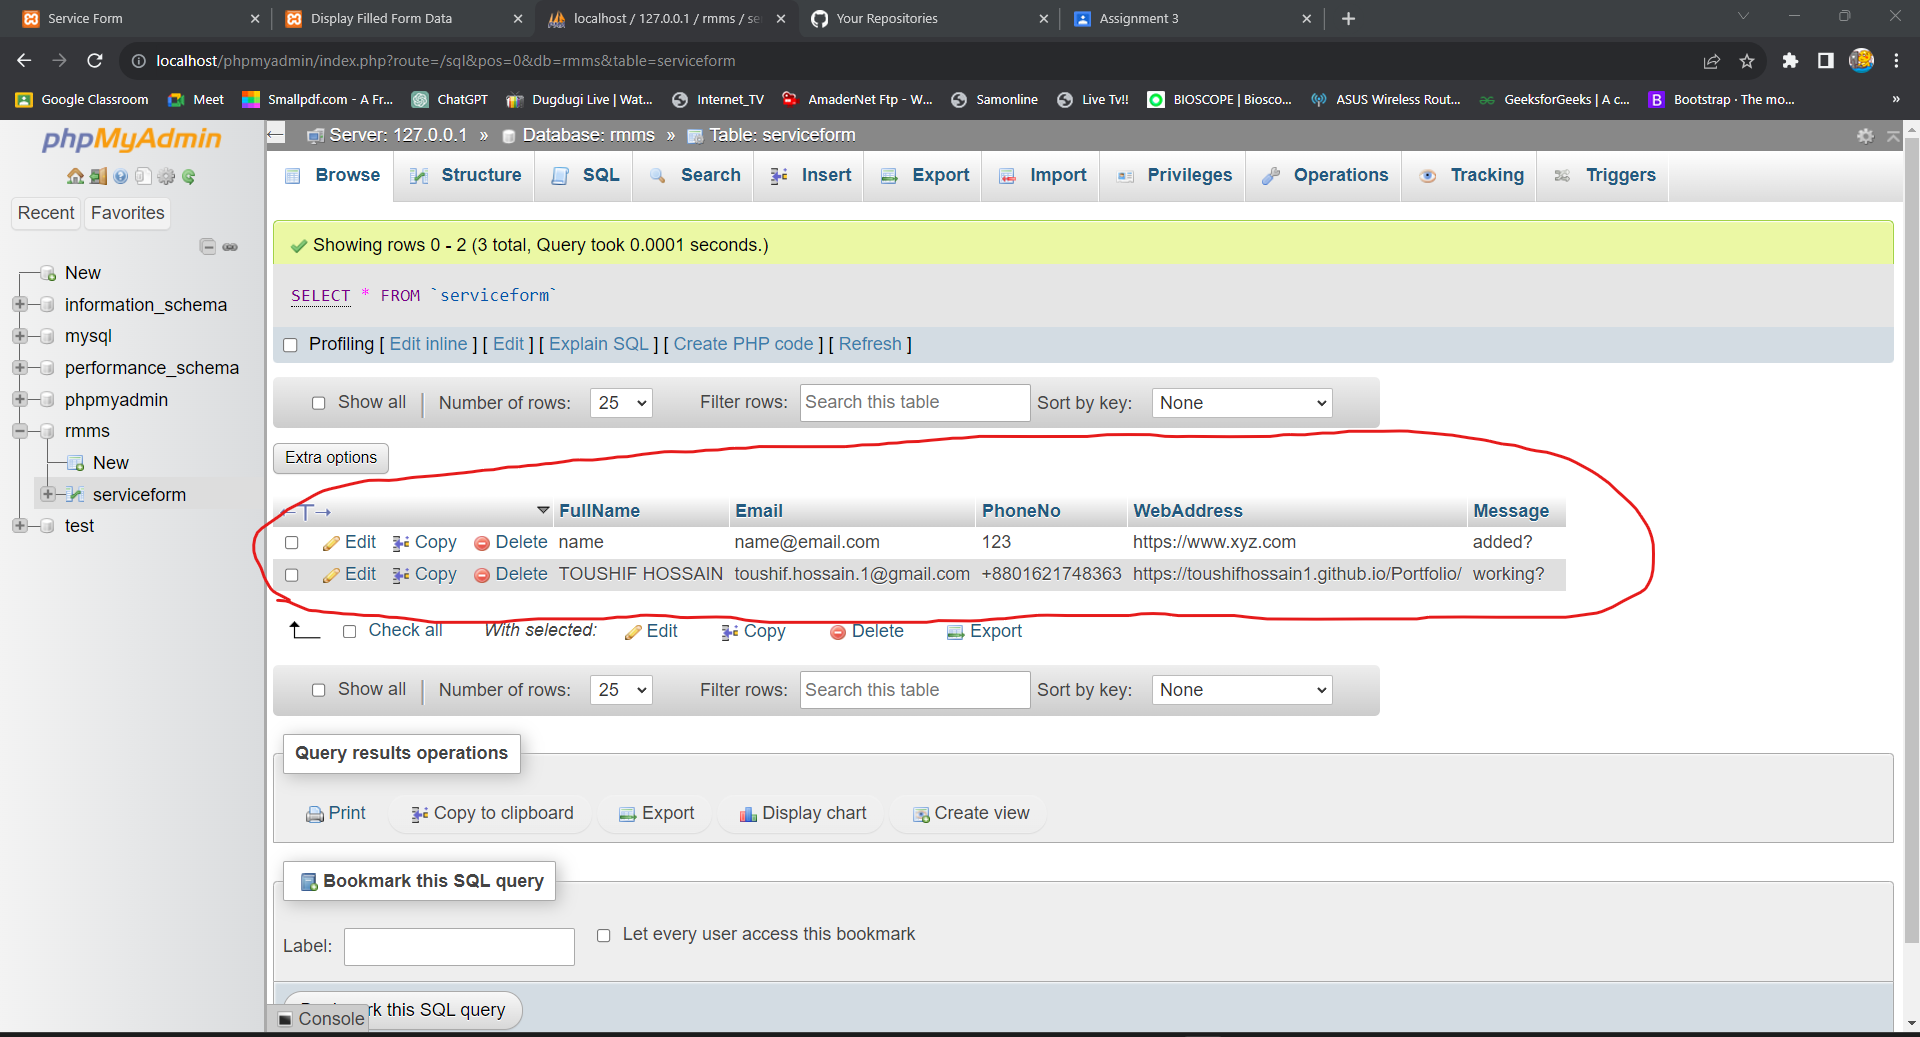 Service Form
Display Filled Form Data
localhost / 127.0.0.1 / rmms / se
Your Repositories
Assignment 3
localhost/phpmyadmin/index.php?route=/sql&pos=0&db=rmms&table=serviceform
Google Classroom
Meet
Smallpdf.com - A Fr...
ChatGPT
Dugdugi Live | Wat...
Internet_TV
AmaderNet Ftp - W...
Samonline
Live Tv!!
BIOSCOPE | Biosco...
ASUS Wireless Rout...
GeeksforGeeks | A c...
Bootstrap · The mo...
»
phpMyAdmin
Recent
Favorites
New
information_schema
mysql
performance_schema
phpmyadmin
rmms
New
serviceform
test
Server: 127.0.0.1 » Database: rmms » Table: serviceform
Browse
Structure
SQL
Search
Insert
Export
Import
Privileges
Operations
Tracking
Triggers
Showing rows 0 - 2 (3 total, Query took 0.0001 seconds.)
SELECT * FROM `serviceform`
Profiling [ Edit inline ] [ Edit ] [ Explain SQL ] [ Create PHP code ] [ Refresh ]
Show all | Number of rows: 25 Filter rows: Search this table Sort by key: None
Extra options
←T→ FullName Email PhoneNo WebAddress Message
Edit Copy Delete name name@email.com 123 https://www.xyz.com added?
Edit Copy Delete TOUSHIF HOSSAIN toushif.hossain.1@gmail.com +8801621748363 https://toushifhossain1.github.io/Portfolio/ working?
Check all With selected: Edit Copy Delete Export
Show all | Number of rows: 25 Filter rows: Search this table Sort by key: None
Query results operations
Print
Copy to clipboard
Export
Display chart
Create view
Bookmark this SQL query
Label:
Let every user access this bookmark
rk this SQL query
Console